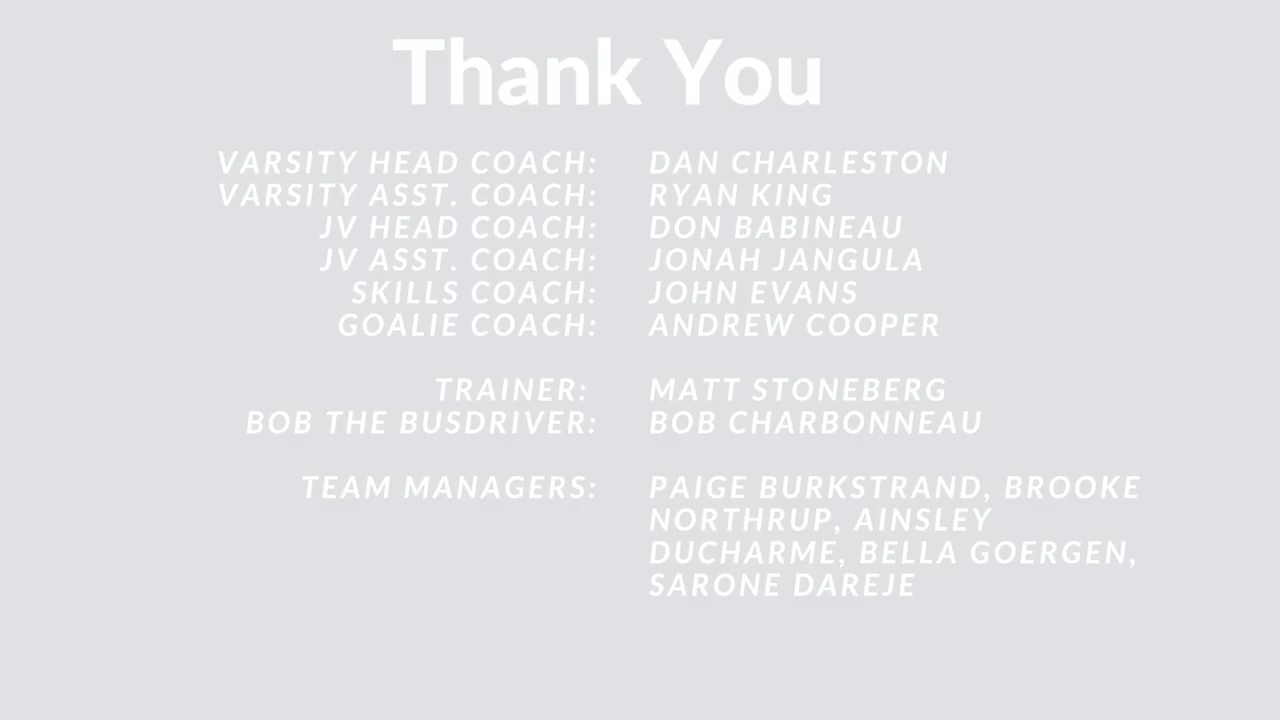 Thank You
VARSITY HEAD COACH: DAN CHARLESTON
VARSITY ASST. COACH: RYAN KING
JV HEAD COACH: DON BABINEAU
JV ASST. COACH: JONAH JANGULA
SKILLS COACH: JOHN EVANS
GOALIE COACH: ANDREW COOPER
TRAINER: MATT STONEBERG
BOB THE BUSDRIVER: BOB CHARBONNEAU
TEAM MANAGERS: PAIGE BURKSTRAND, BROOKE
NORTHRUP, AINSLEY
DUCHARME, BELLA GOERGEN,
SARONE DAREJE